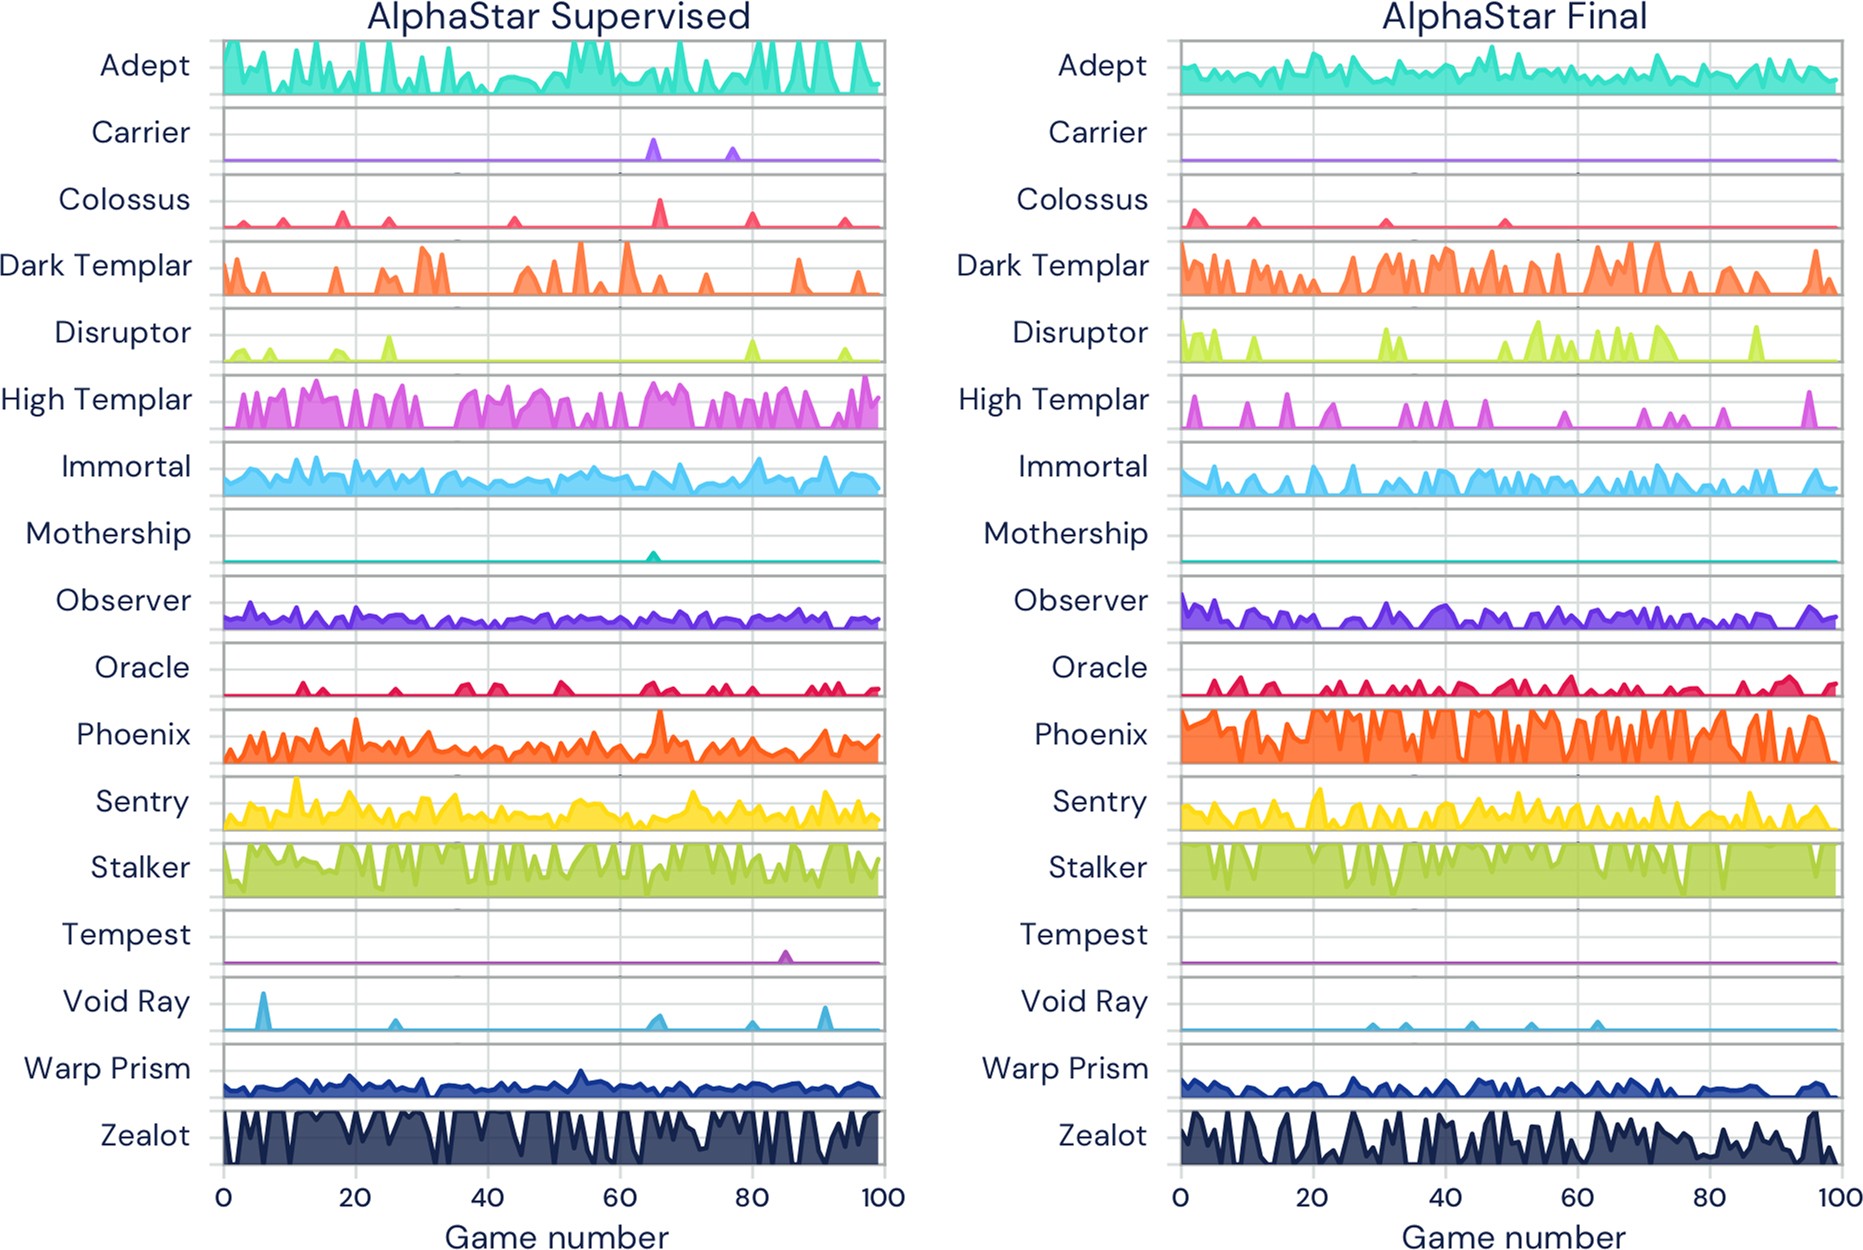 AlphaStar Supervised
Adept
Carrier
Colossus
Dark Templar
Disruptor
High Templar
Immortal
Mothership
Observer
Oracle
Phoenix
Sentry
Stalker
Tempest
Void Ray
Warp Prism
Zealot
0 20 40 60 80 100
Game number
AlphaStar Final
Adept
Carrier
Colossus
Dark Templar
Disruptor
High Templar
Immortal
Mothership
Observer
Oracle
Phoenix
Sentry
Stalker
Tempest
Void Ray
Warp Prism
Zealot
0 20 40 60 80 100
Game number